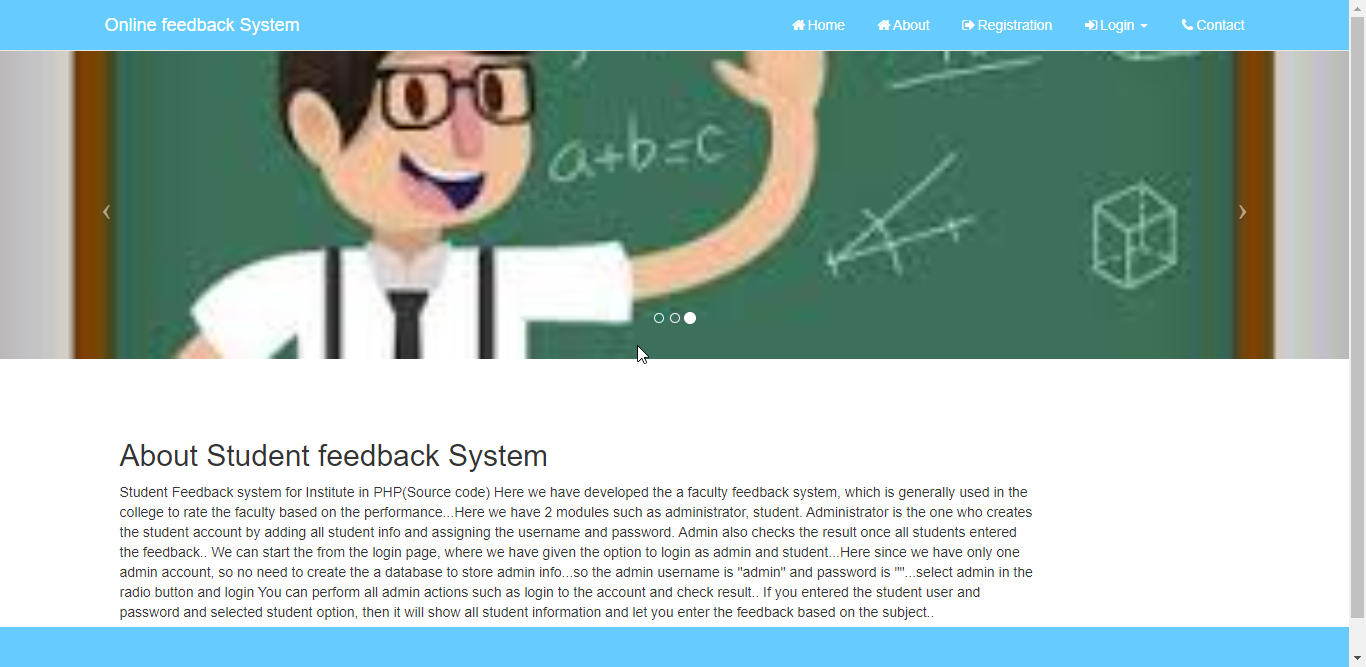 Online feedback System
Home About Registration Login Contact
a+b=c
About Student feedback System
Student Feedback system for Institute in PHP(Source code) Here we have developed the a faculty feedback system, which is generally used in the
college to rate the faculty based on the performance...Here we have 2 modules such as administrator, student. Administrator is the one who creates
the student account by adding all student info and assigning the username and password. Admin also checks the result once all students entered
the feedback.. We can start the from the login page, where we have given the option to login as admin and student...Here since we have only one
admin account, so no need to create the a database to store admin info...so the admin username is "admin" and password is ""...select admin in the
radio button and login You can perform all admin actions such as login to the account and check result.. If you entered the student user and
password and selected student option, then it will show all student information and let you enter the feedback based on the subject..